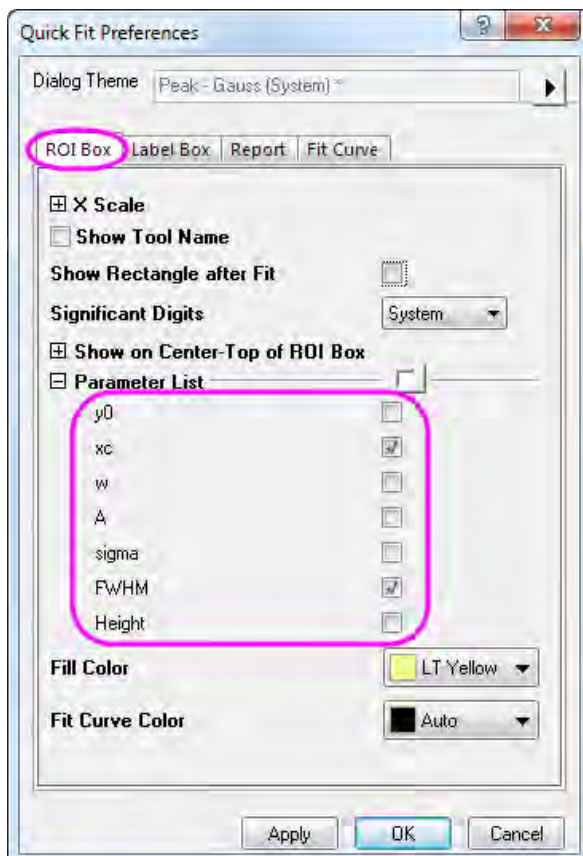 Quick Fit Preferences
Dialog Theme Peak - Gauss (System) *
ROI Box Label Box Report Fit Curve
X Scale
Show Tool Name
Show Rectangle after Fit
Significant Digits System
Show on Center-Top of ROI Box
Parameter List
y0
xc
w
A
sigma
FWHM
Height
Fill Color LT Yellow
Fit Curve Color Auto
Apply OK Cancel